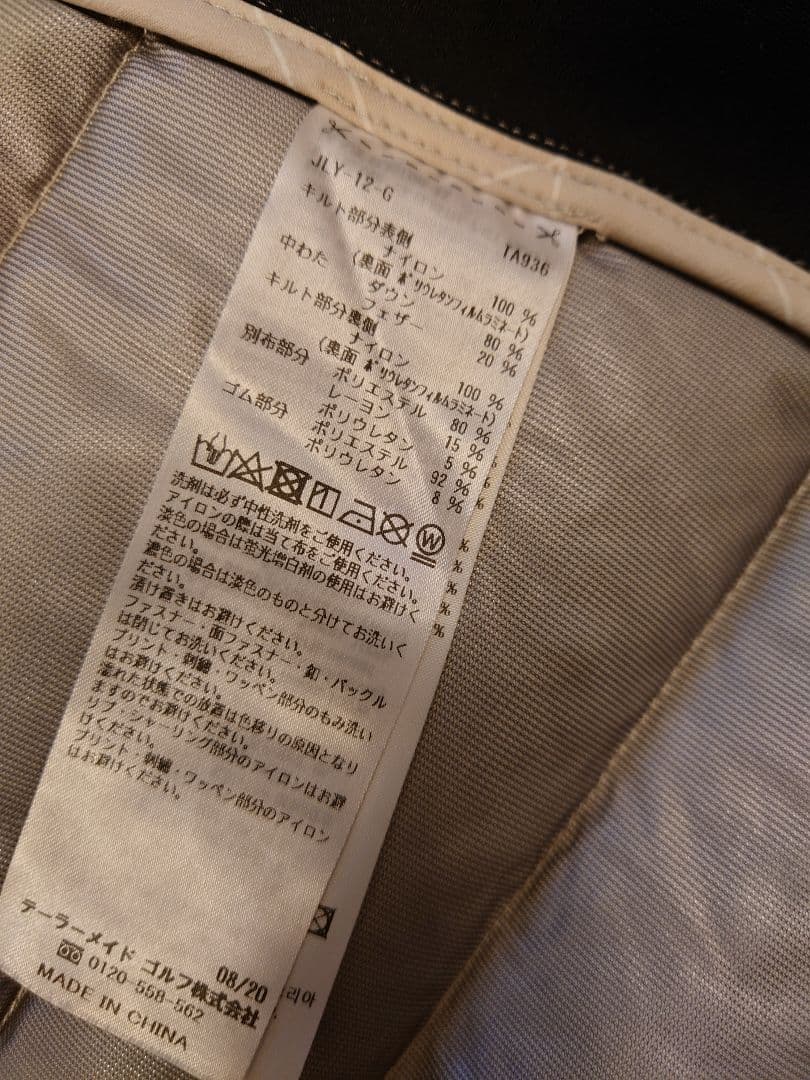 JLY-12-G
IA936
キルト部分表側
ナイロン 100 %
(裏面 ポリウレタンフィルムラミネート)
中わた ダウン 80 %
フェザー 20 %
キルト部分裏側
ナイロン 100 %
(裏面 ポリウレタンフィルムラミネート)
別布部分 ポリエステル 80 %
レーヨン 15 %
ポリウレタン 5 %
ゴム部分 ポリエステル 92 %
ポリウレタン 8 %
W
洗剤は必ず中性洗剤をご使用ください。
アイロンの際は当て布をご使用ください。
淡色の場合は蛍光増白剤の使用はお避けく
ださい。
濃色の場合は淡色のものと分けてお洗いく
ださい。
漬け置きはお避けください。
ファスナー・面ファスナー・釦・バックル
は閉じてお洗いください。
プリント・刺繍・ワッペン部分のもみ洗い
はお避けください。
濡れた状態での放置は色移りの原因となり
ますのでお避けください。
リブ・シャーリング部分のアイロンはお避
けください。
プリント・刺繍・ワッペン部分のアイロン
はお避けください。
08/20
テーラーメイド ゴルフ株式会社
0120-558-562
MADE IN CHINA
%
%
%
%
%
리아